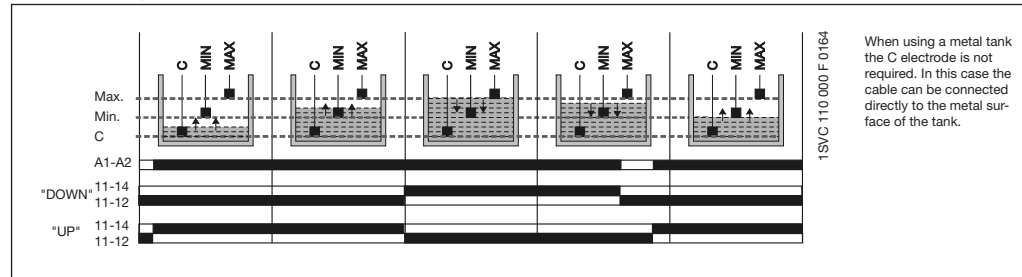 C MIN MAX C MIN MAX C MIN MAX C MIN MAX C MIN MAX
Max.
Min.
C
A1-A2
"DOWN" 11-14
11-12
"UP" 11-14
11-12
1SVC 110 000 F 0164
When using a metal tank
the C electrode is not
required. In this case the
cable can be connected
directly to the metal sur-
face of the tank.